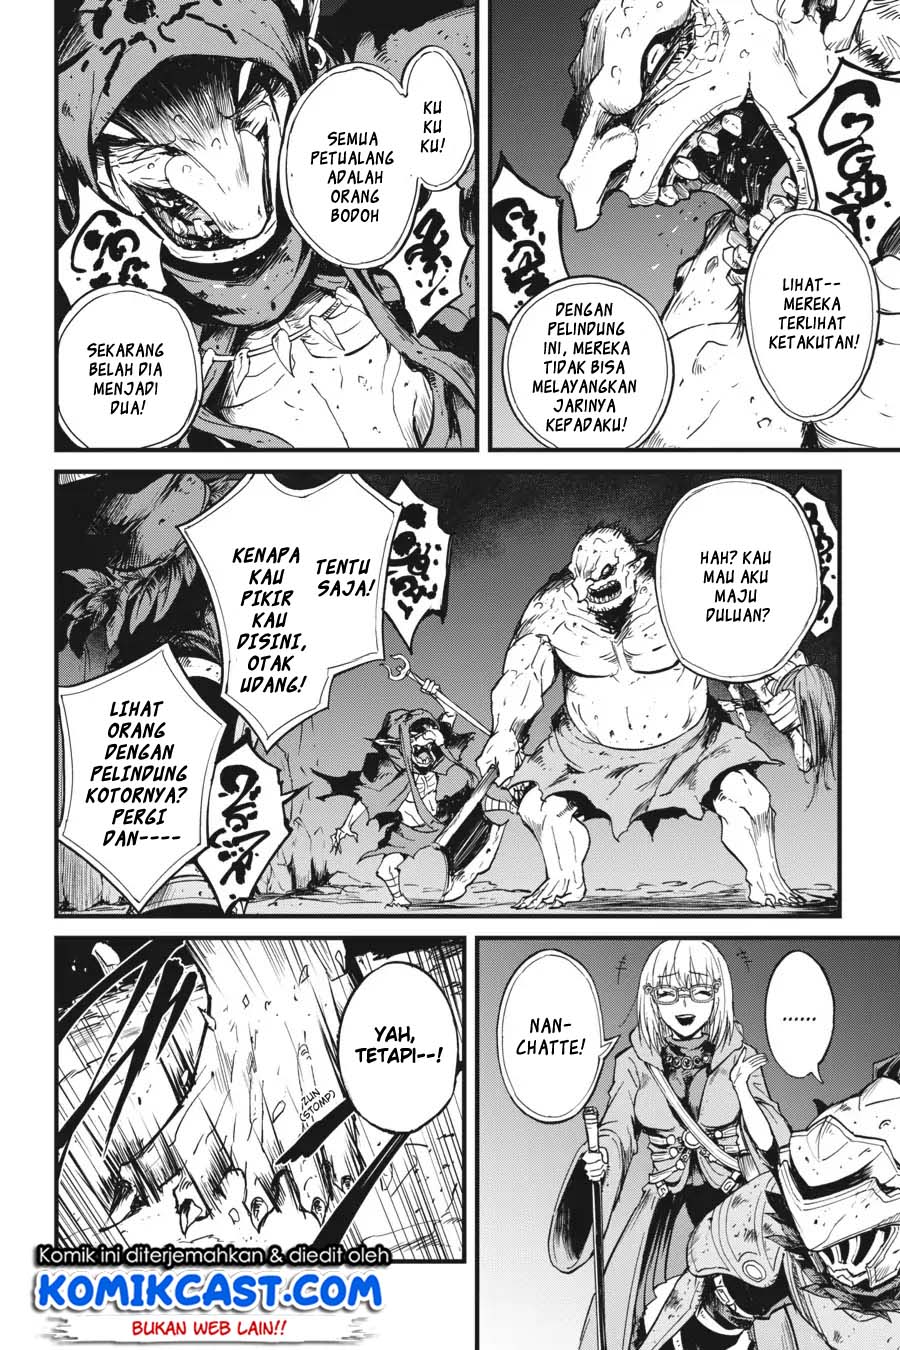 LIHAT--
MEREKA
TERLIHAT
KETAKUTAN!
DENGAN
PELINDUNG
INI, MEREKA
TIDAK BISA
MELAYANGKAN
JARINYA
KEPADAKU!
KU
KU
KU!
SEMUA
PETUALANG
ADALAH
ORANG
BODOH
SEKARANG
BELAH DIA
MENJADI
DUA!
HAH? KAU
MAU AKU
MAJU
DULUAN?
TENTU
SAJA!
KENAPA
KAU
PIKIR
KAU
DISINI,
OTAK
UDANG!
LIHAT
ORANG
DENGAN
PELINDUNG
KOTORNYA?
PERGI
DAN----
......
NAN-
CHATTE!
YAH,
TETAPI--!
ZUN
(STOMP)
Komik ini diterjemahkan & diedit oleh
KOMIKCAST.COM
BUKAN WEB LAIN!!